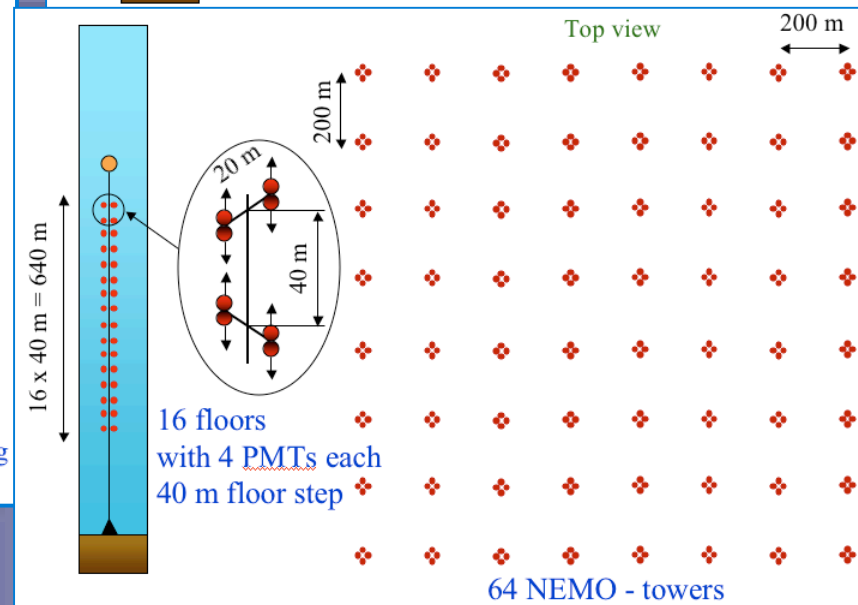 Top view
200 m
200 m
20 m
40 m
16 x 40 m = 640 m
16 floors
with 4 PMTs each
40 m floor step
g
64 NEMO - towers